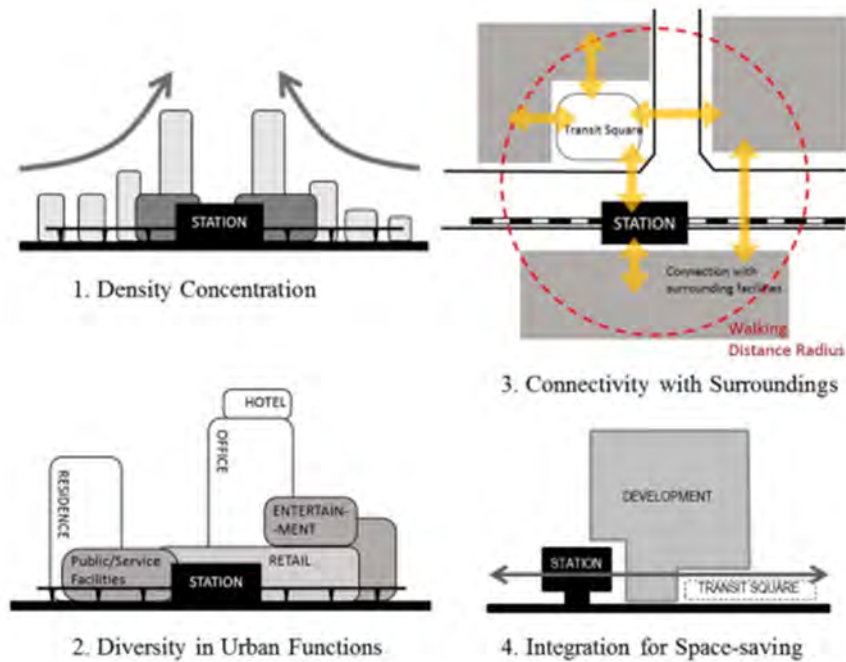 STATION
1. Density Concentration
Transit Square
STATION
Connection with
surrounding facilities
Walking
Distance Radius
3. Connectivity with Surroundings
HOTEL
OFFICE
RESIDENCE
ENTERTAIN-
-MENT
Public/Service
Facilities
RETAIL
STATION
2. Diversity in Urban Functions
DEVELOPMENT
STATION
TRANSIT SQUARE
4. Integration for Space-saving